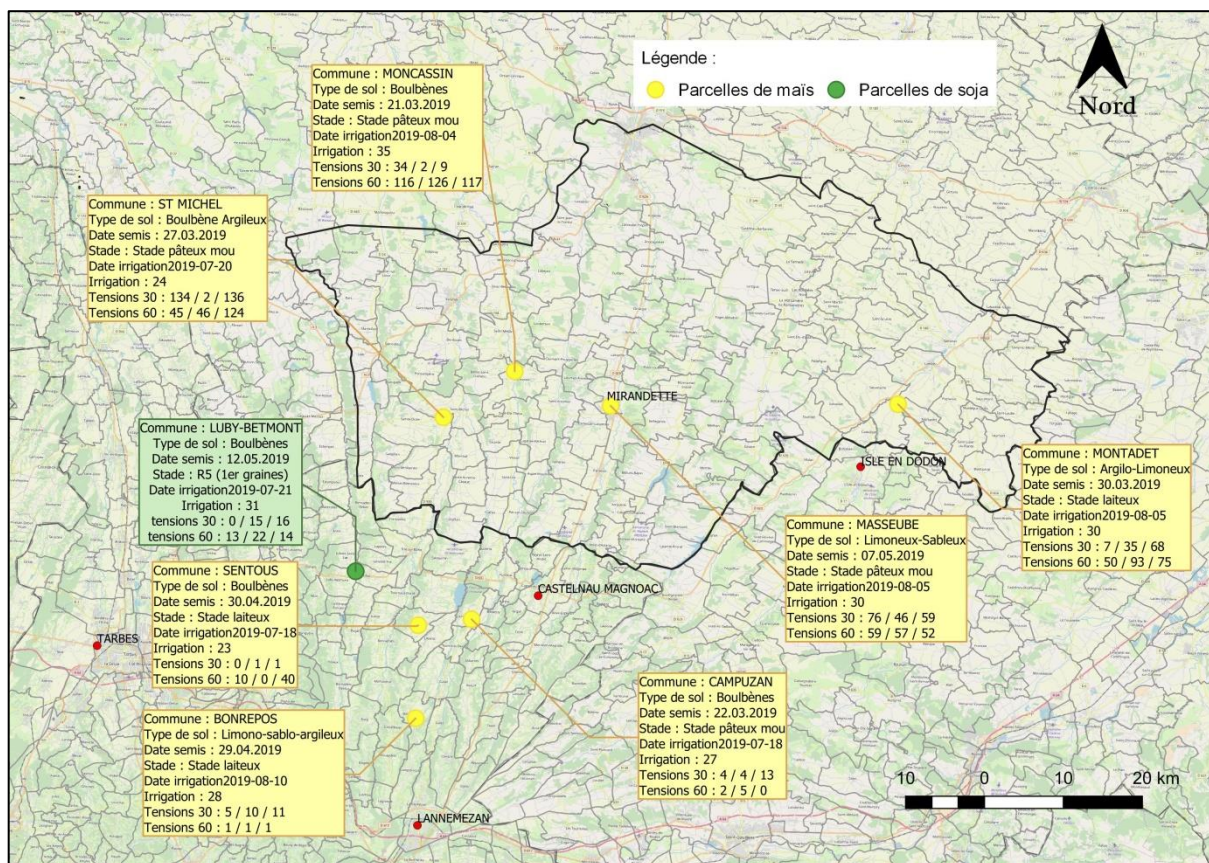 Légende :
Parcelles de maïs
Parcelles de soja
Nord
Commune : MONCASSIN
Type de sol : Boulbènes
Date semis : 21.03.2019
Stade : Stade pâteux mou
Date irrigation2019-08-04
Irrigation : 35
Tensions 30 : 34 / 2 / 9
Tensions 60 : 116 / 126 / 117
Commune : ST MICHEL
Type de sol : Boulbène Argileux
Date semis : 27.03.2019
Stade : Stade pâteux mou
Date irrigation2019-07-20
Irrigation : 24
Tensions 30 : 134 / 2 / 136
Tensions 60 : 45 / 46 / 124
MIRANDETTE
Commune : LUBY-BETMONT
Type de sol : Boulbènes
Date semis : 12.05.2019
Stade : R5 (1er graines)
Date irrigation2019-07-21
Irrigation : 31
tensions 30 : 0 / 15 / 16
tensions 60 : 13 / 22 / 14
ISLE EN DODON
Commune : MONTADET
Type de sol : Argilo-Limoneux
Date semis : 30.03.2019
Stade : Stade laiteux
Date irrigation2019-08-05
Irrigation : 30
Tensions 30 : 7 / 35 / 68
Tensions 60 : 50 / 93 / 75
Commune : MASSEUBE
Type de sol : Limoneux-Sableux
Date semis : 07.05.2019
Stade : Stade pâteux mou
Date irrigation2019-08-05
Irrigation : 30
Tensions 30 : 76 / 46 / 59
Tensions 60 : 59 / 57 / 52
Commune : SENTOUS
Type de sol : Boulbènes
Date semis : 30.04.2019
Stade : Stade laiteux
Date irrigation2019-07-18
Irrigation : 23
Tensions 30 : 0 / 1 / 1
Tensions 60 : 10 / 0 / 40
CASTELNAU MAGNOAC
TARBES
Commune : CAMPUZAN
Type de sol : Boulbènes
Date semis : 22.03.2019
Stade : Stade pâteux mou
Date irrigation2019-07-18
Irrigation : 27
Tensions 30 : 4 / 4 / 13
Tensions 60 : 2 / 5 / 0
Commune : BONREPOS
Type de sol : Limono-sablo-argileux
Date semis : 29.04.2019
Stade : Stade laiteux
Date irrigation2019-08-10
Irrigation : 28
Tensions 30 : 5 / 10 / 11
Tensions 60 : 1 / 1 / 1
LANNEMEZAN
10 0 10 20 km